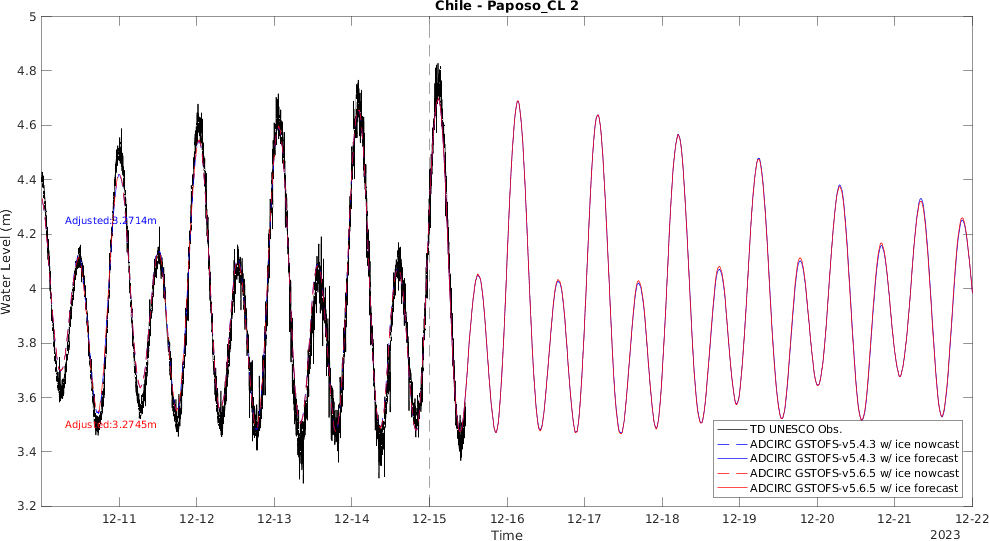 Chile - Paposo_CL 2
5
4.8
4.6
4.4
4.2
4
3.8
3.6
3.4
3.2
Water Level (m)
Adjusted:3.2714m
Adjusted:3.2745m
TD UNESCO Obs.
ADCIRC GSTOFS-v5.4.3 w/ ice nowcast
ADCIRC GSTOFS-v5.4.3 w/ ice forecast
ADCIRC GSTOFS-v5.6.5 w/ ice nowcast
ADCIRC GSTOFS-v5.6.5 w/ ice forecast
12-11 12-12 12-13 12-14 12-15 12-16 12-17 12-18 12-19 12-20 12-21 12-22
Time
2023